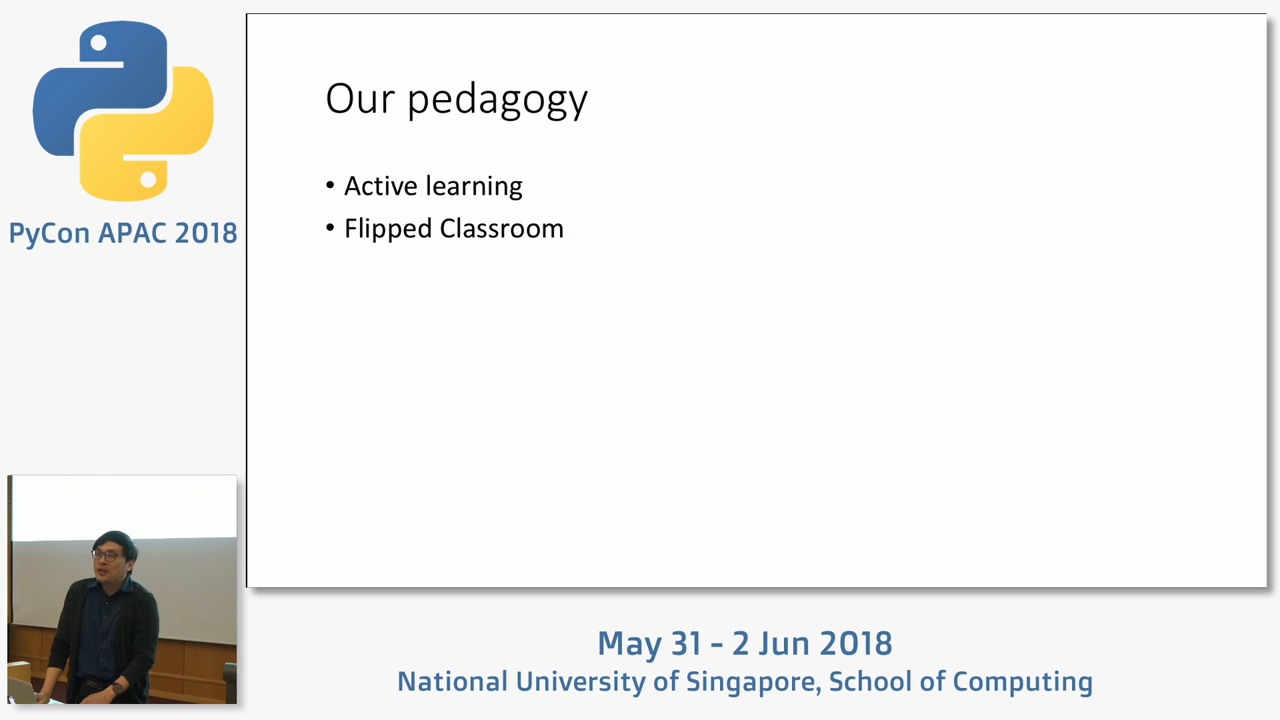 PyCon APAC 2018
Our pedagogy
• Active learning
• Flipped Classroom
May 31 - 2 Jun 2018
National University of Singapore, School of Computing